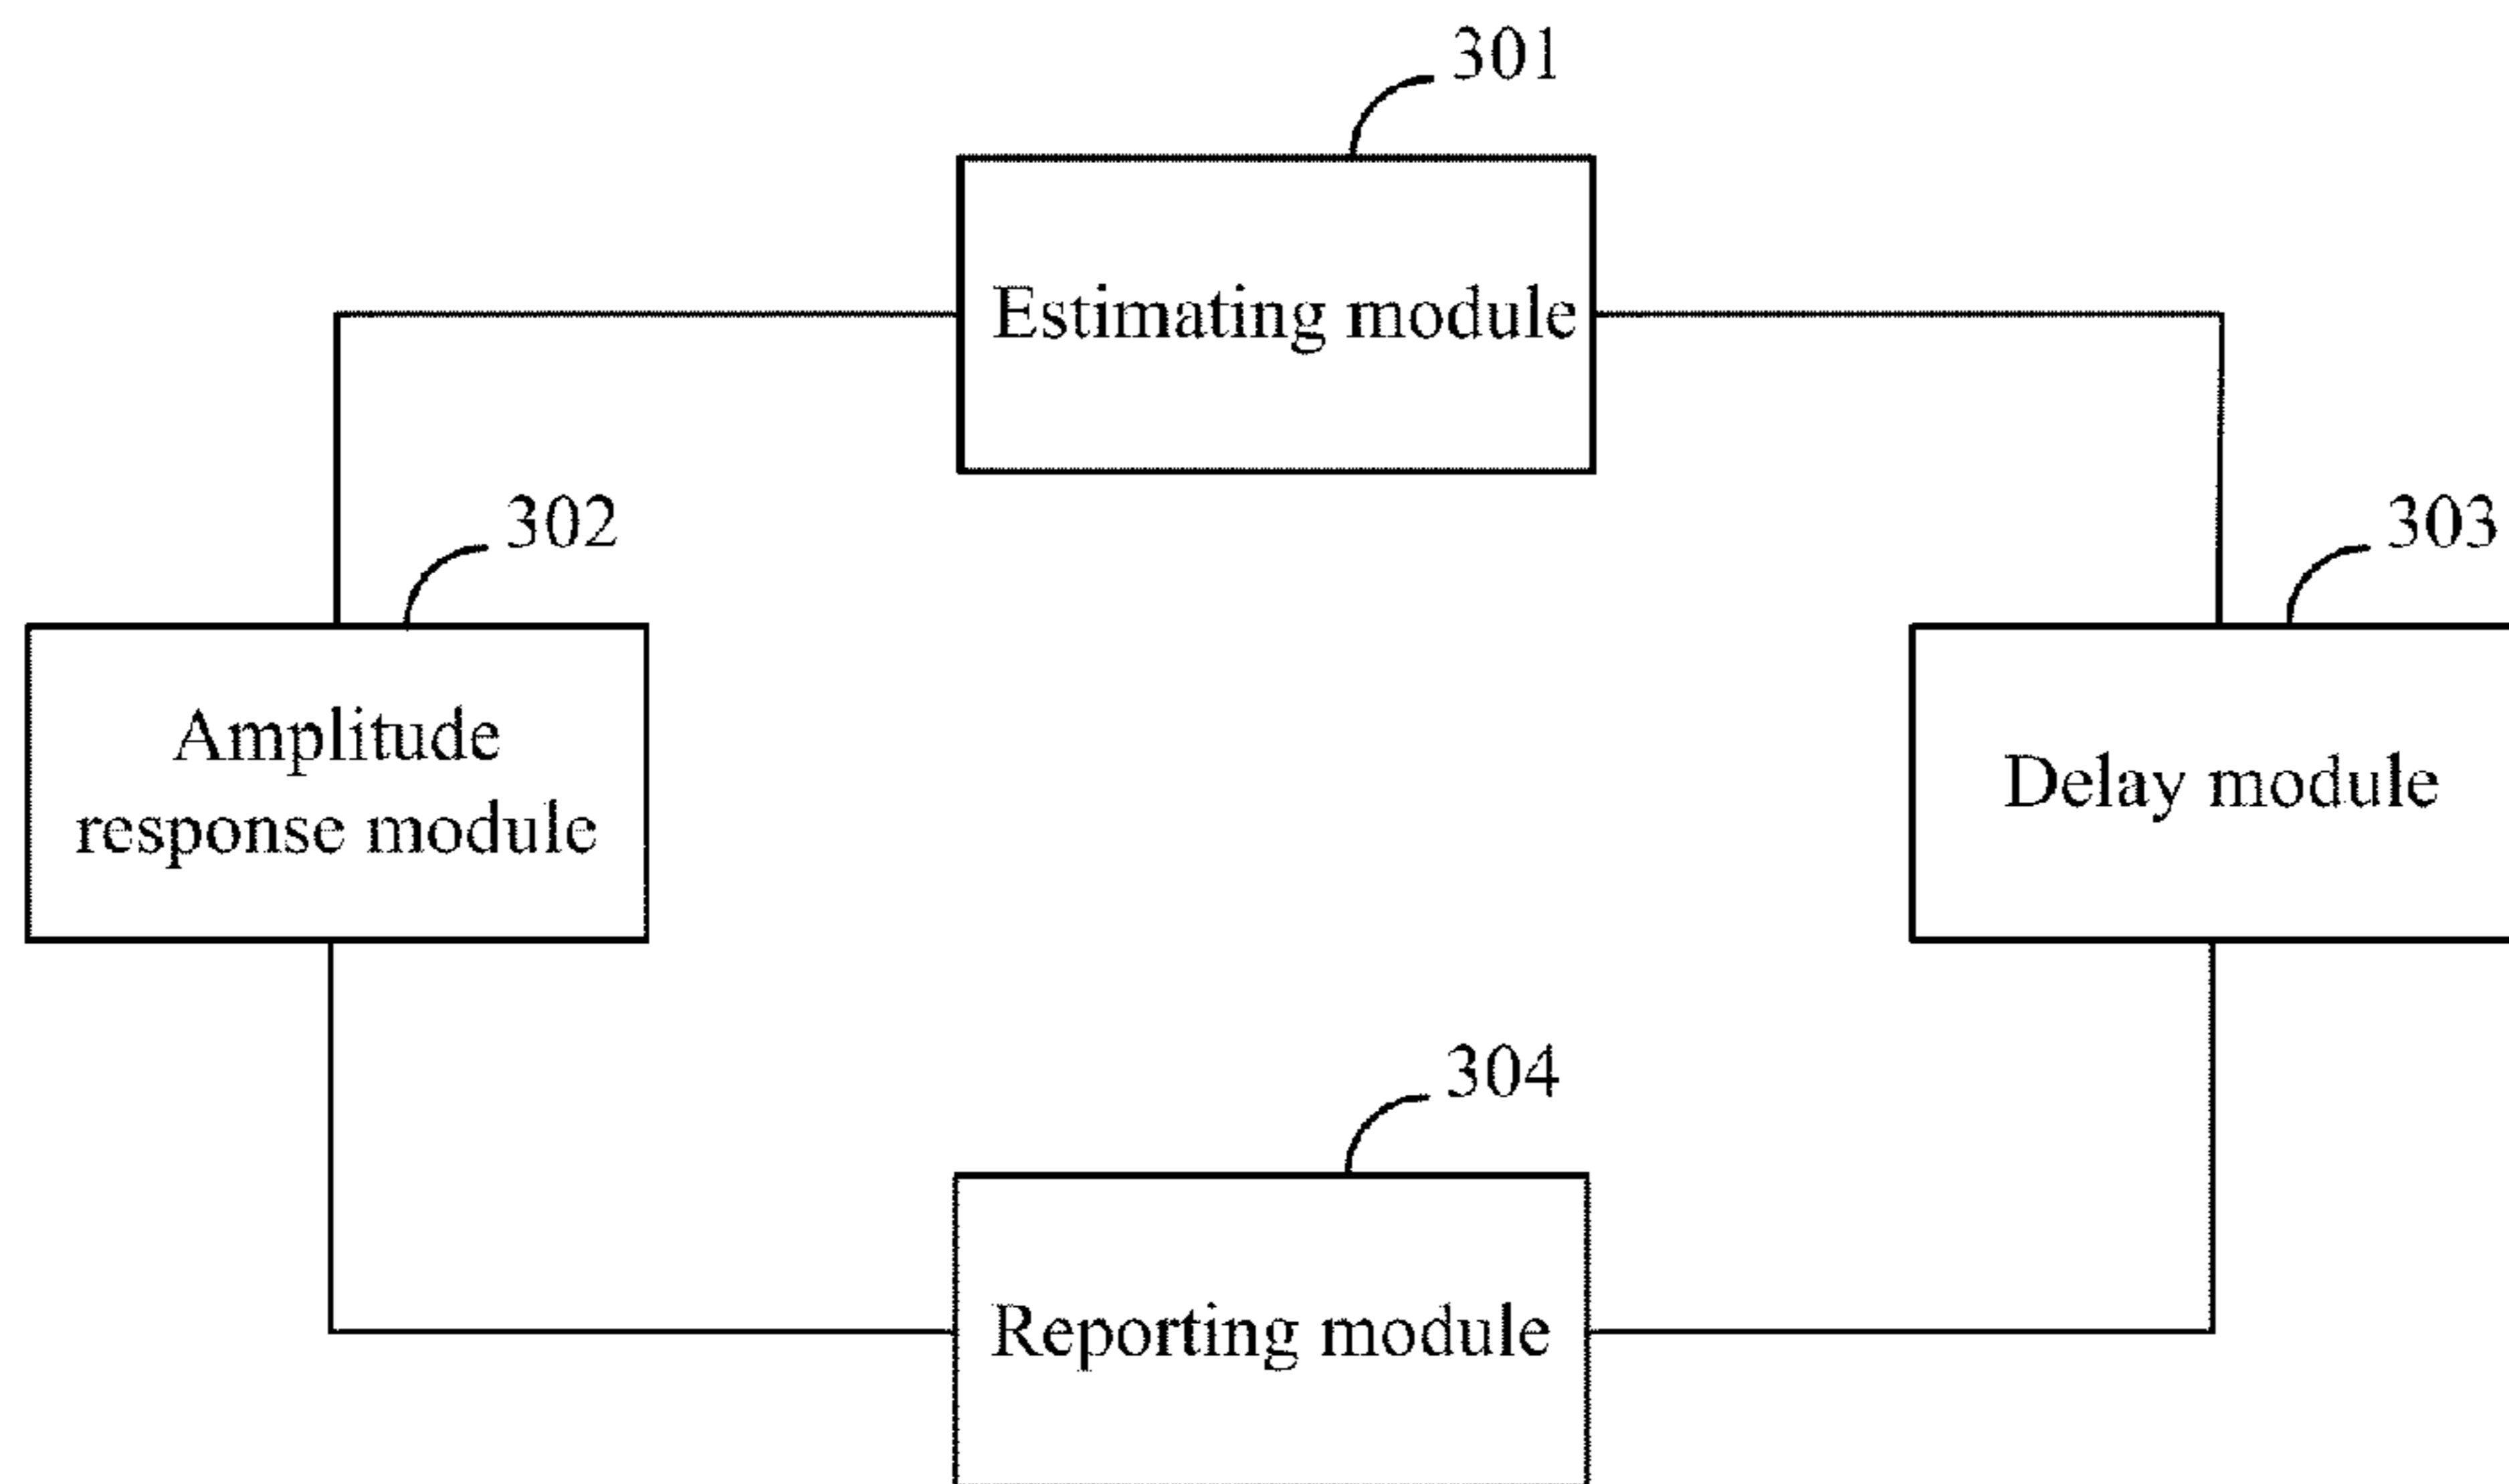 301
Estimating module
302
303
Amplitude
response module
Delay module
304
Reporting module